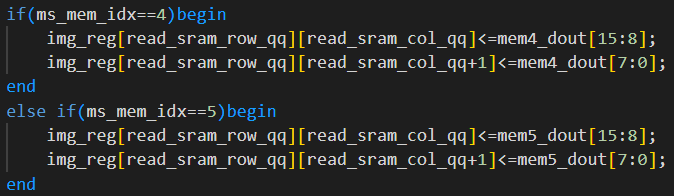 if(ms_mem_idx==4)begin
    img_reg[read_sram_row_qq][read_sram_col_qq]<=mem4_dout[15:8];
    img_reg[read_sram_row_qq][read_sram_col_qq+1]<=mem4_dout[7:0];
end
else if(ms_mem_idx==5)begin
    img_reg[read_sram_row_qq][read_sram_col_qq]<=mem5_dout[15:8];
    img_reg[read_sram_row_qq][read_sram_col_qq+1]<=mem5_dout[7:0];
end